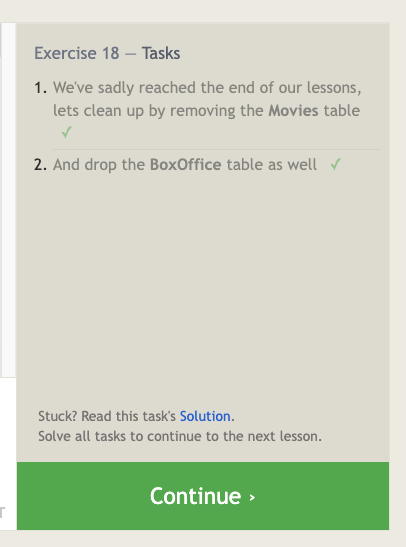 Exercise 18 — Tasks
1. We've sadly reached the end of our lessons,
lets clean up by removing the Movies table
✓
2. And drop the BoxOffice table as well ✓
Stuck? Read this task's Solution.
Solve all tasks to continue to the next lesson.
Continue ›